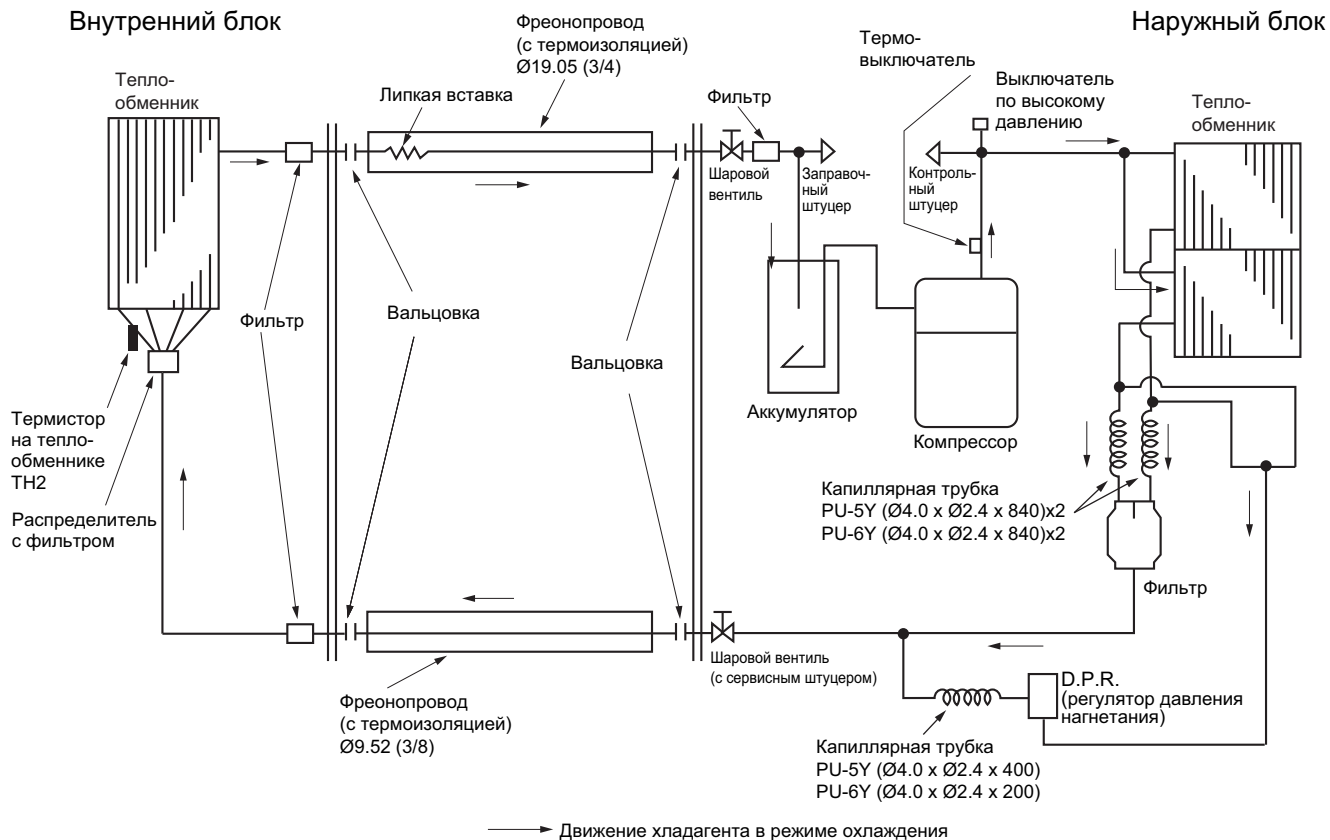 Внутренний блок
Наружный блок
Фреонопровод
(с термоизоляцией)
Ø19.05 (3/4)
Термо-
выключатель
Тепло-
обменник
Липкая вставка
Фильтр
Выключатель
по высокому
давлению
Тепло-
обменник
Шаровой
вентиль
Заправоч-
ный
штуцер
Контроль-
ный
штуцер
Фильтр
Вальцовка
Вальцовка
Аккумулятор
Компрессор
Термистор
на тепло-
обменнике
TH2
Распределитель
с фильтром
Капиллярная трубка
PU-5Y (Ø4.0 x Ø2.4 x 840)x2
PU-6Y (Ø4.0 x Ø2.4 x 840)x2
Фильтр
Шаровой вентиль
(с сервисным штуцером)
D.P.R.
(регулятор давления
нагнетания)
Фреонопровод
(с термоизоляцией)
Ø9.52 (3/8)
Капиллярная трубка
PU-5Y (Ø4.0 x Ø2.4 x 400)
PU-6Y (Ø4.0 x Ø2.4 x 200)
Движение хладагента в режиме охлаждения